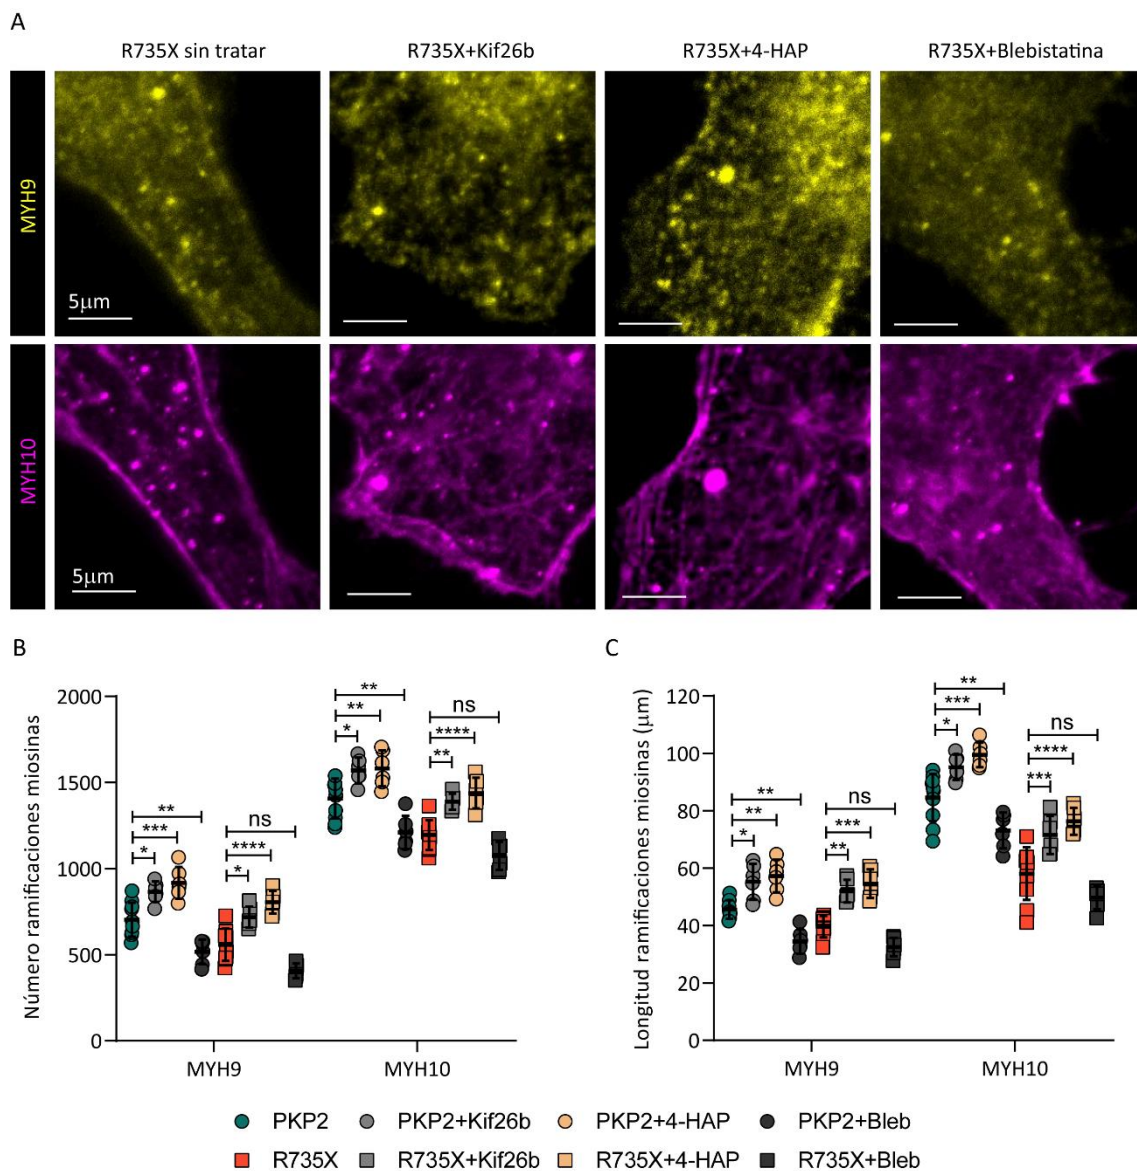 A
R735X sin tratar R735X+Kif26b R735X+4-HAP R735X+Blebistatina
MYH9
5µm
MYH10
5µm
B
Número ramificaciones miosinas
2000
1500
1000
500
0
** *** * ns **** *
** ** * ns **** **
MYH9 MYH10
C
Longitud ramificaciones miosinas (µm)
120
100
80
60
40
20
0
** ** * ns *** **
** *** * ns **** ***
MYH9 MYH10
PKP2 PKP2+Kif26b PKP2+4-HAP PKP2+Bleb
R735X R735X+Kif26b R735X+4-HAP R735X+Bleb